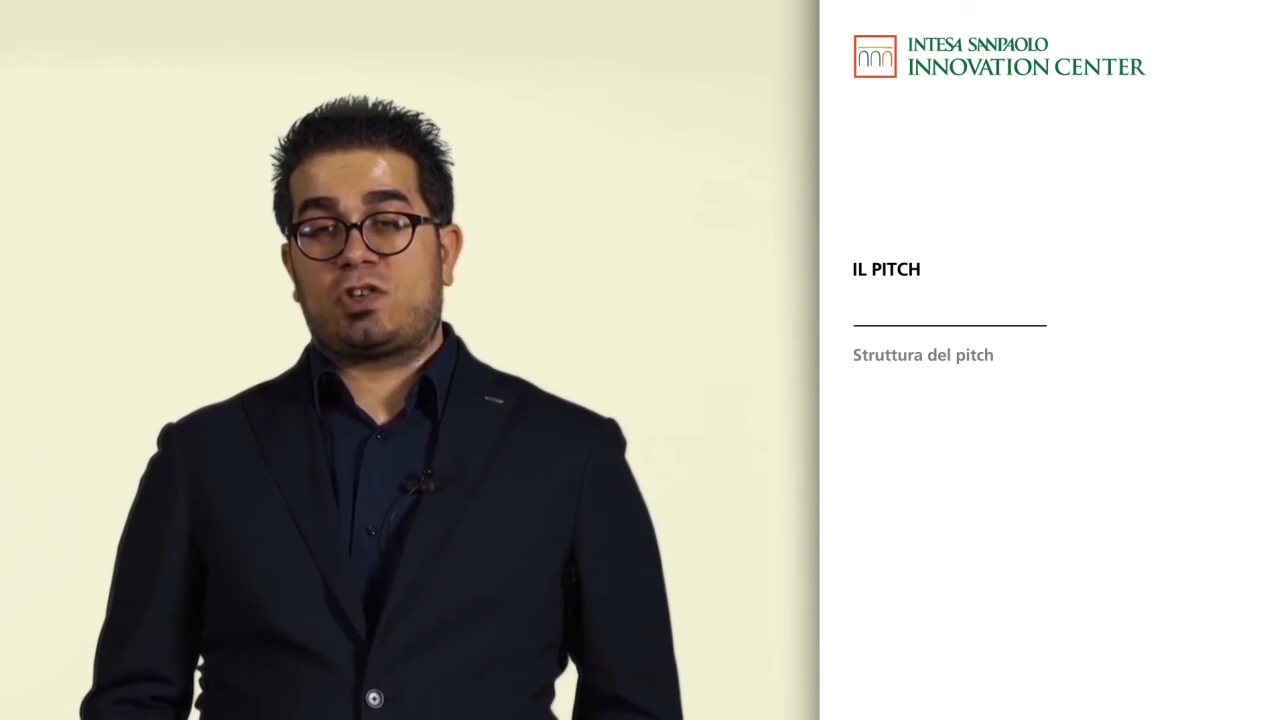 INTESA SANPAOLO
INNOVATION CENTER
IL PITCH
Struttura del pitch